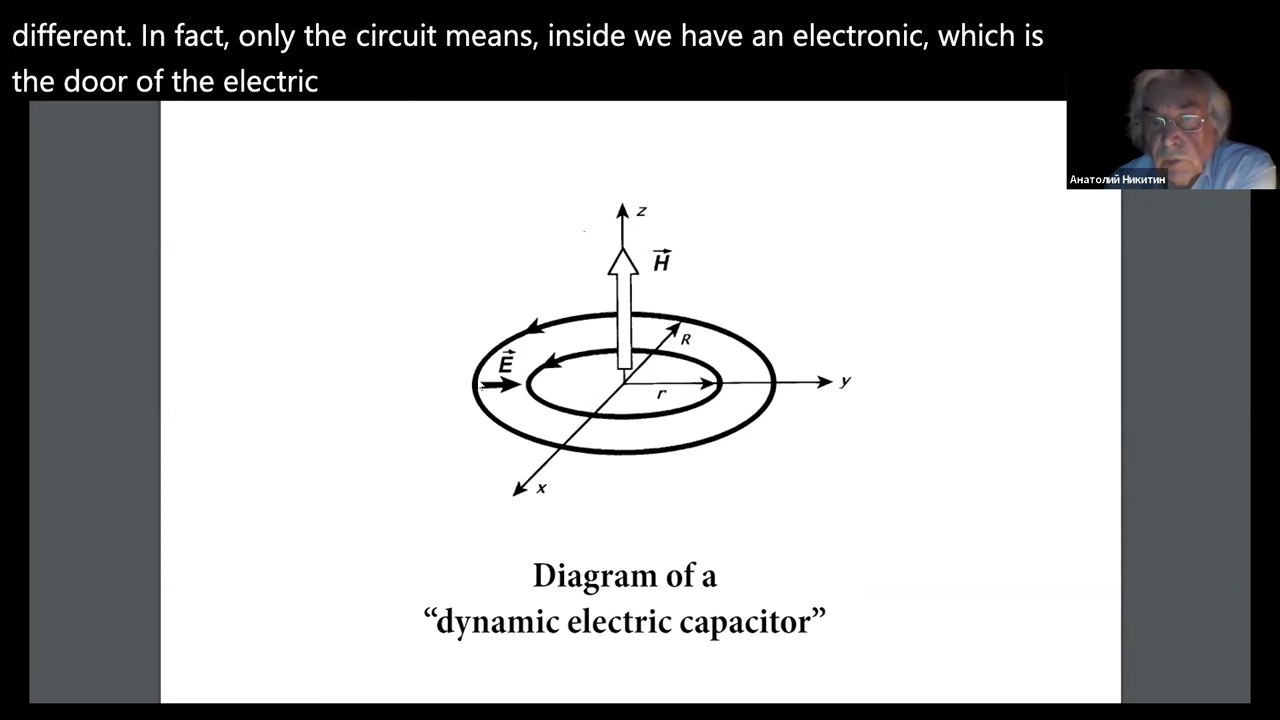 different. In fact, only the circuit means, inside we have an electronic, which is
the door of the electric
Анатолий Никитин
z
H
R
E
r
y
x
Diagram of a
“dynamic electric capacitor”